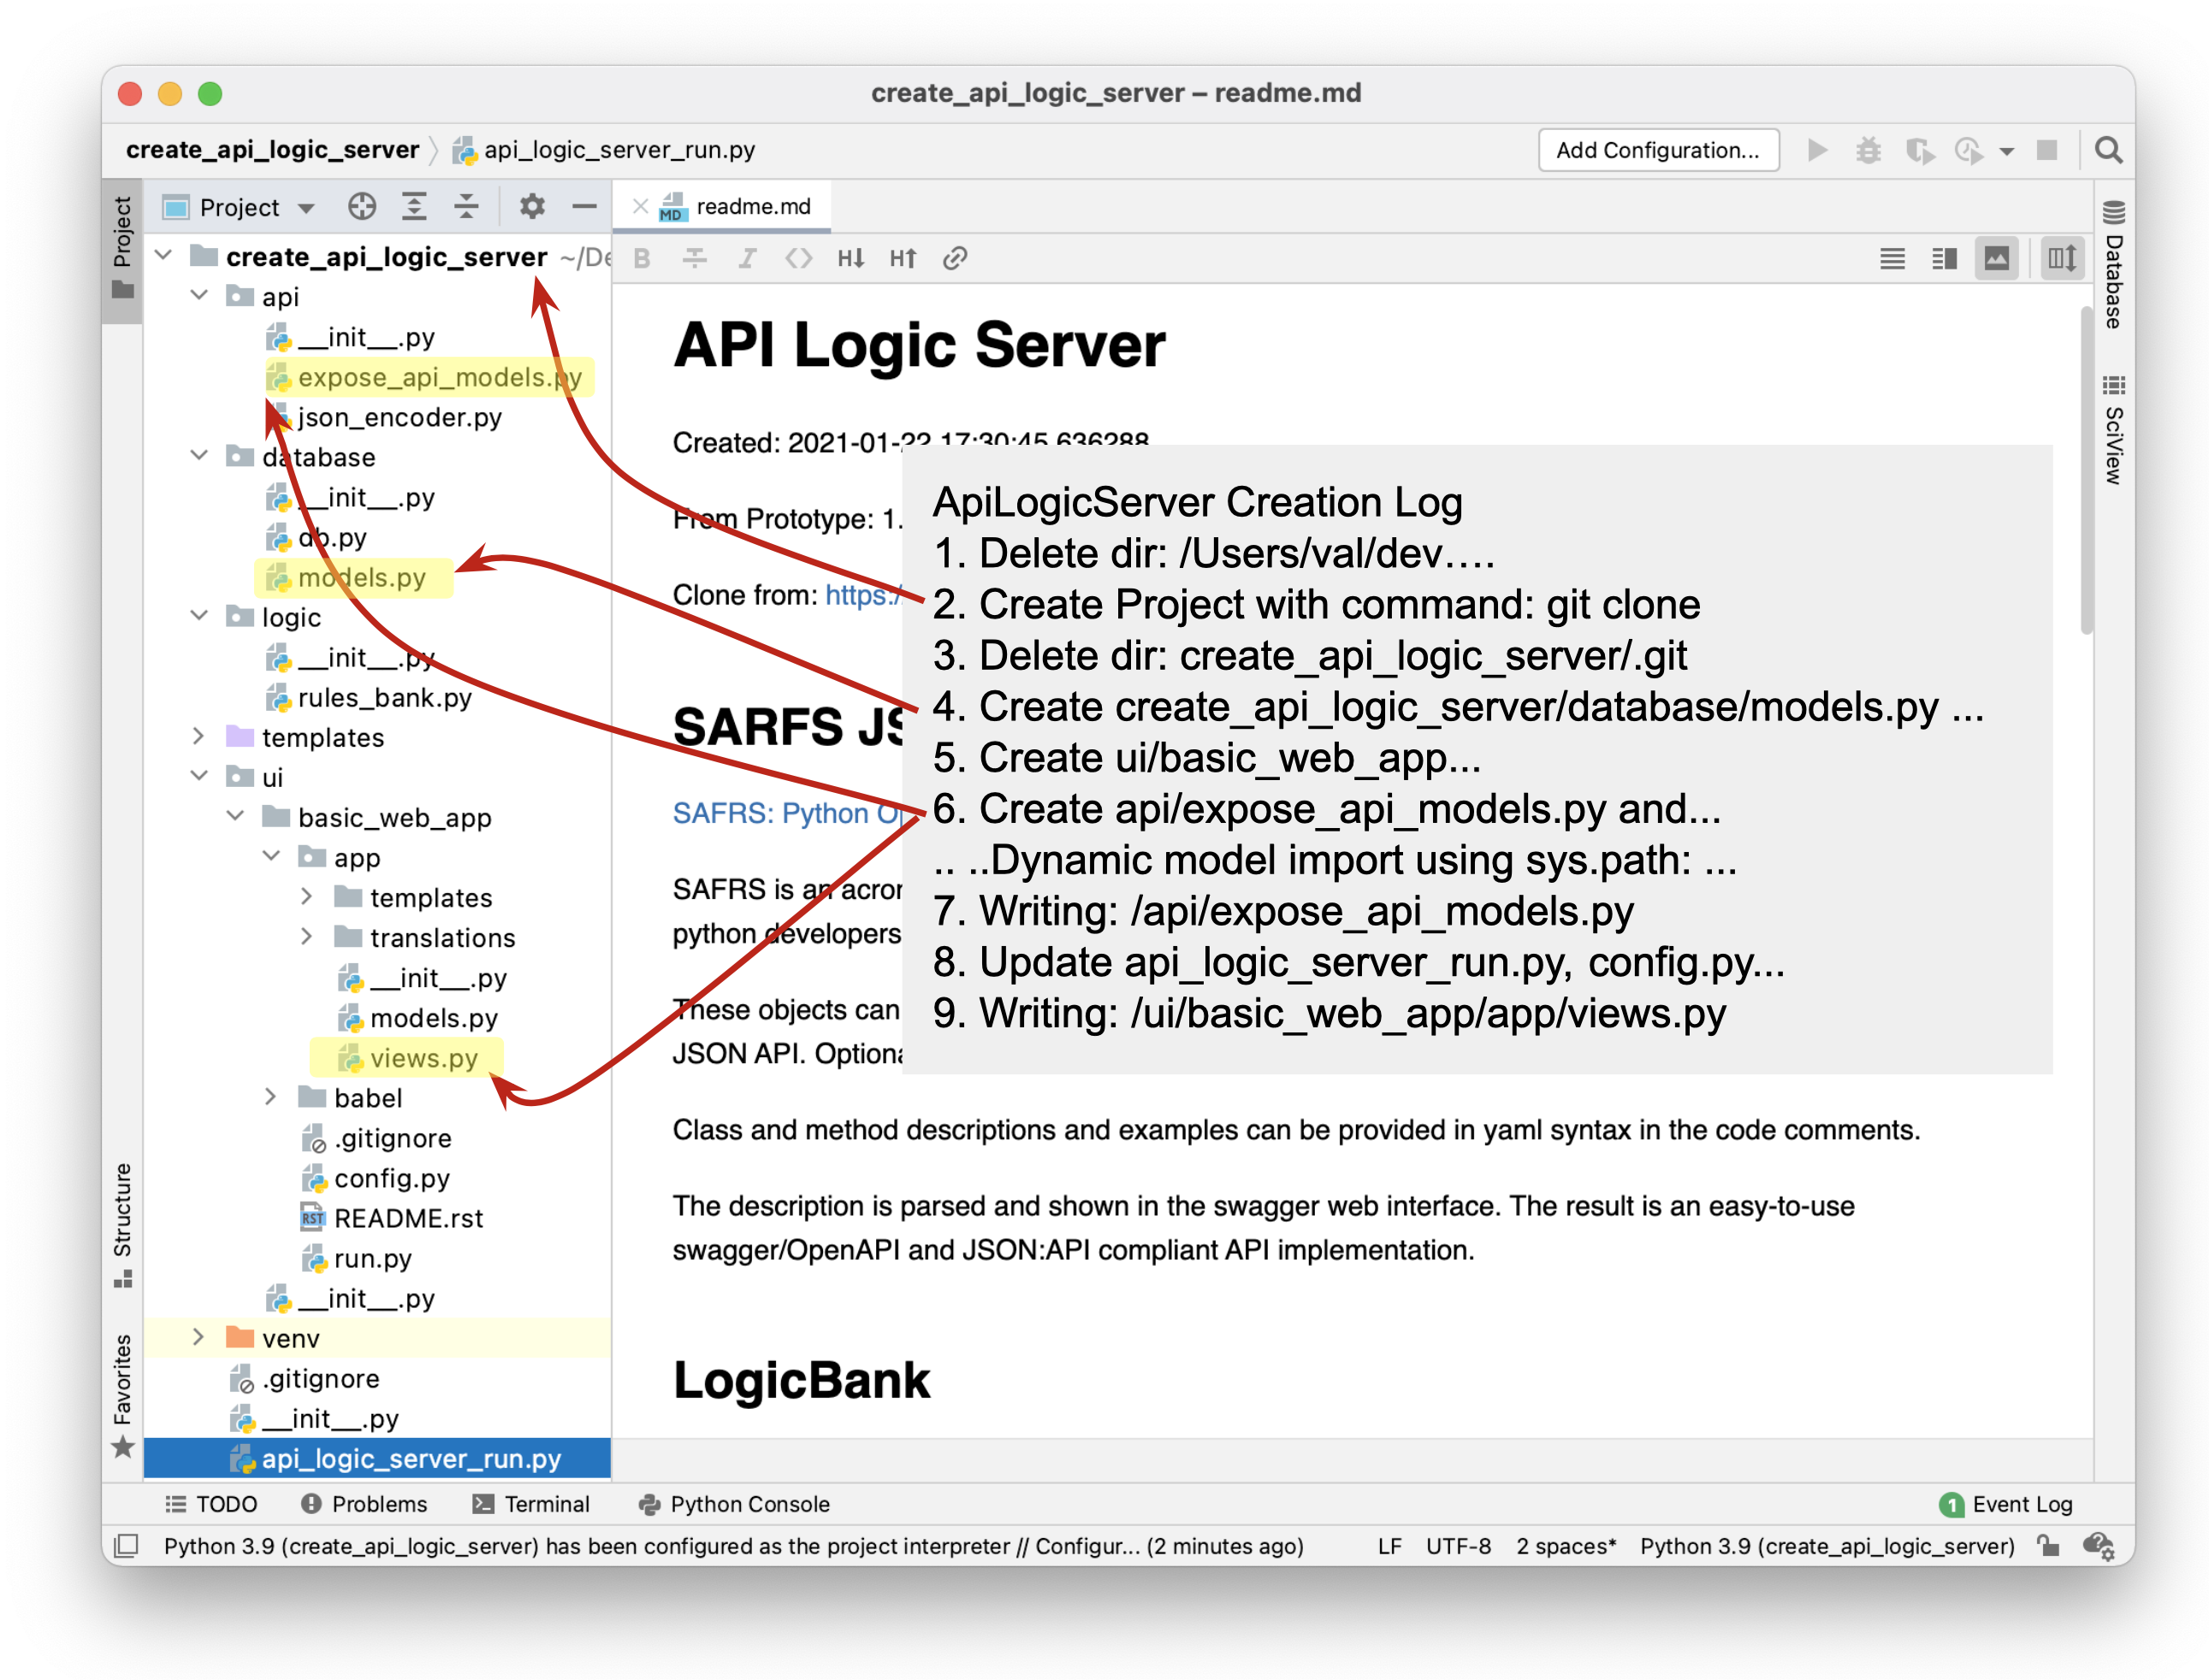 create_api_logic_server – readme.md
create_api_logic_server
api_logic_server_run.py
Add Configuration...
Project
Project
readme.md
MD
create_api_logic_server ~/De
B I <> H↓ H↑
api
__init__.py
expose_api_models.py
json_encoder.py
database
__init__.py
db.py
models.py
logic
__init__.py
rules_bank.py
templates
ui
basic_web_app
app
templates
translations
__init__.py
models.py
views.py
babel
.gitignore
config.py
RST
README.rst
run.py
__init__.py
venv
.gitignore
__init__.py
api_logic_server_run.py
Structure
Favorites
API Logic Server
Created: 2021-01-22 17:30:45.636288
From Prototype: 1.
Clone from: https:/
SARFS JS
SAFRS: Python O
SAFRS is an acror
python developers
These objects can
JSON API. Optiona
Class and method descriptions and examples can be provided in yaml syntax in the code comments.
The description is parsed and shown in the swagger web interface. The result is an easy-to-use
swagger/OpenAPI and JSON:API compliant API implementation.
LogicBank
ApiLogicServer Creation Log
1. Delete dir: /Users/val/dev....
2. Create Project with command: git clone
3. Delete dir: create_api_logic_server/.git
4. Create create_api_logic_server/database/models.py ...
5. Create ui/basic_web_app...
6. Create api/expose_api_models.py and...
.. ..Dynamic model import using sys.path: ...
7. Writing: /api/expose_api_models.py
8. Update api_logic_server_run.py, config.py...
9. Writing: /ui/basic_web_app/app/views.py
Database
SciView
TODO
Problems
Terminal
Python Console
1 Event Log
Python 3.9 (create_api_logic_server) has been configured as the project interpreter // Configur... (2 minutes ago)
LF
UTF-8
2 spaces*
Python 3.9 (create_api_logic_server)